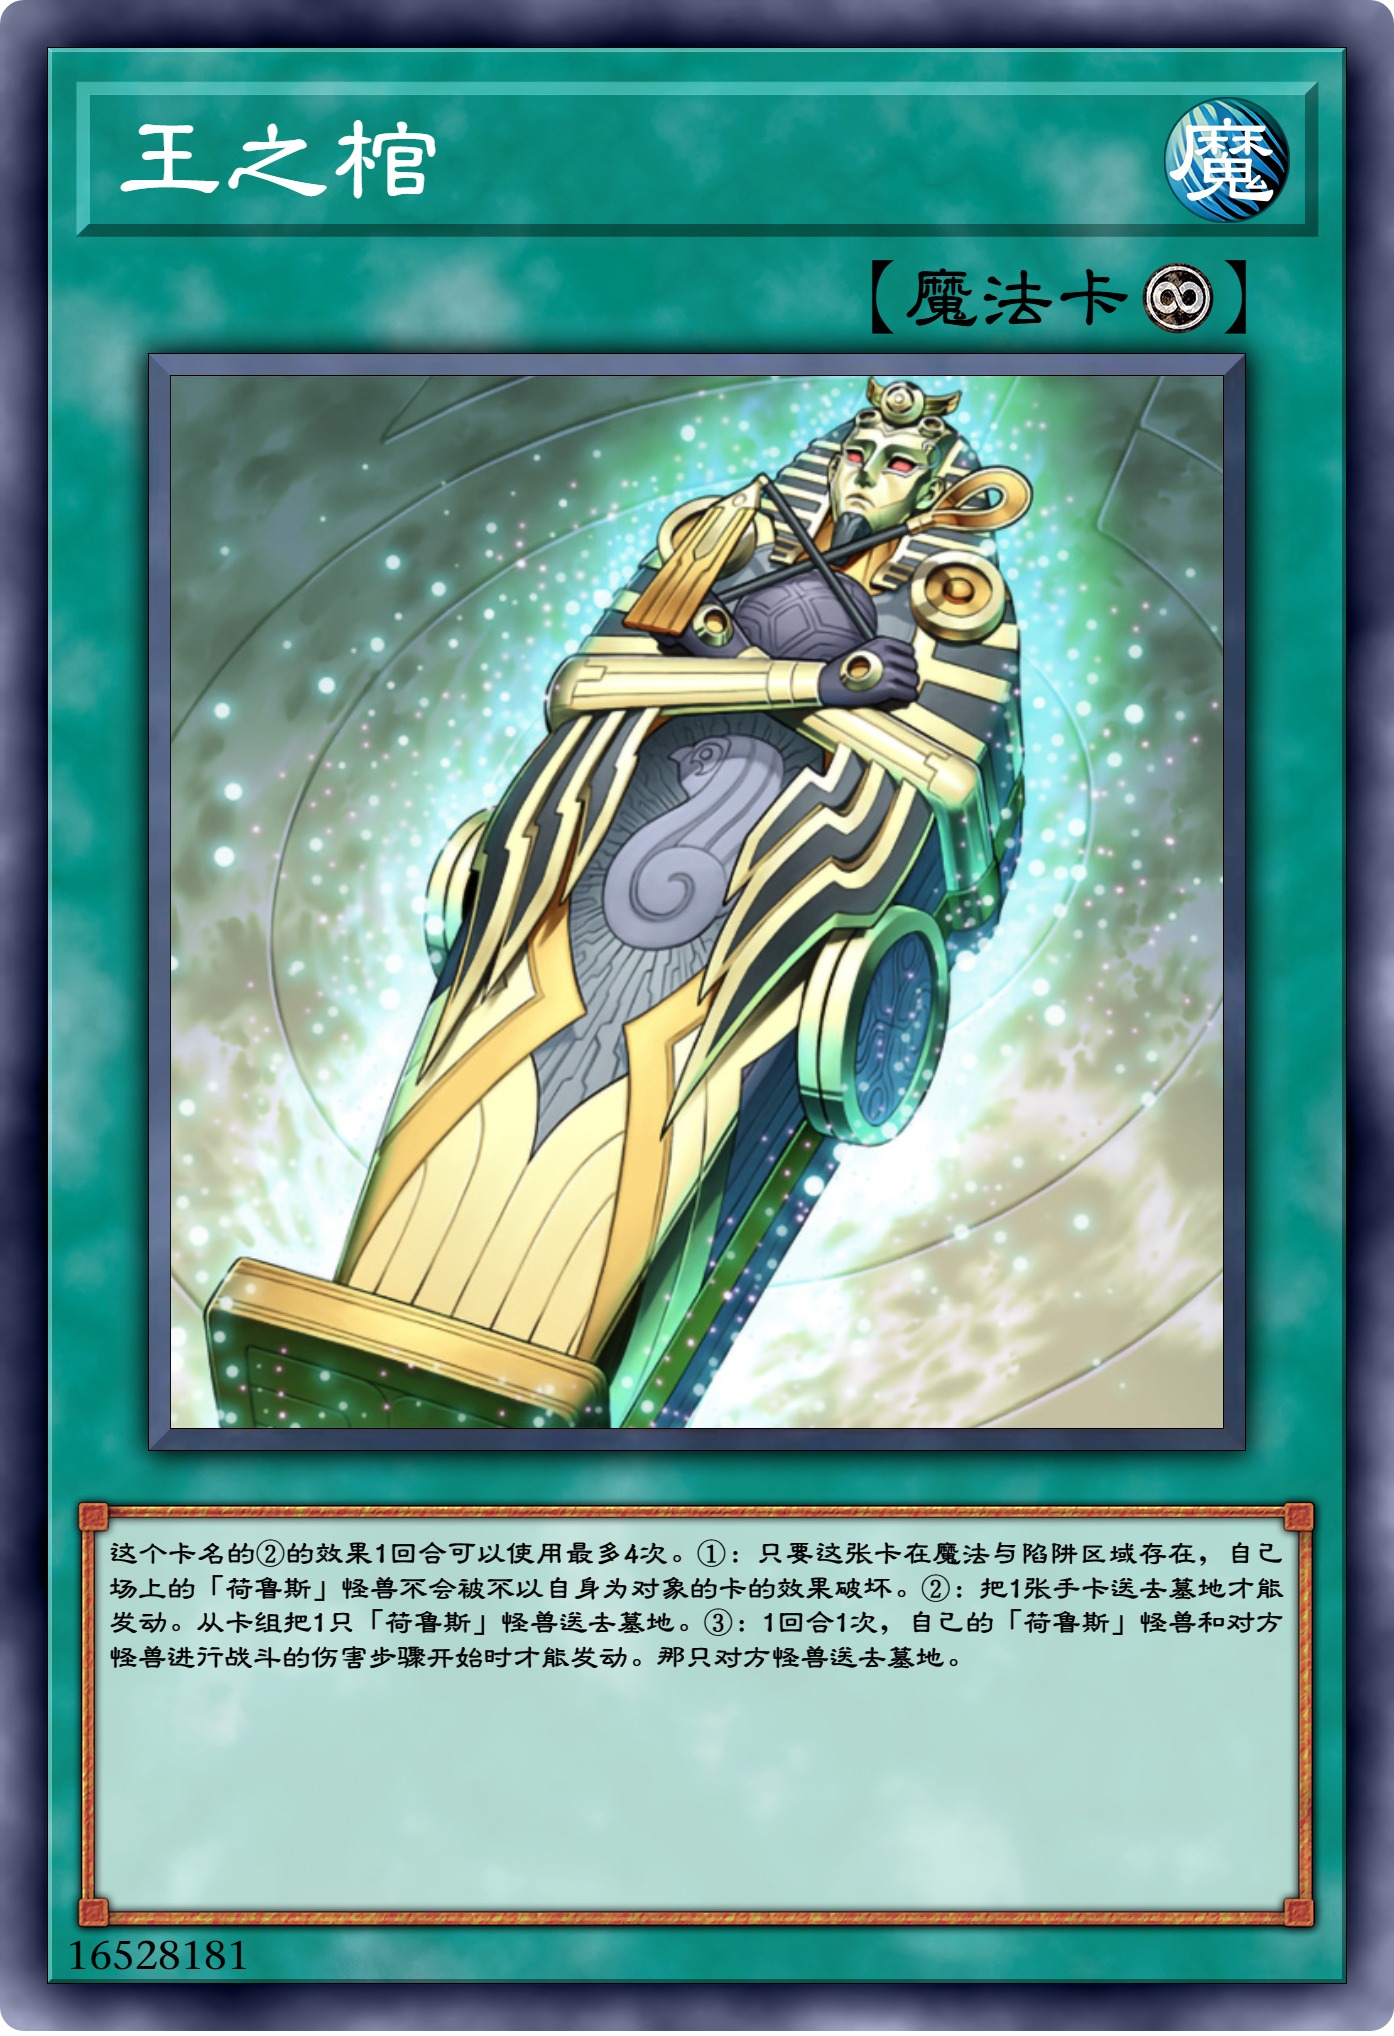 王之棺
魔
【魔法卡】
这个卡名的②的效果1回合可以使用最多4次。①：只要这张卡在魔法与陷阱区域存在，自己
场上的「荷鲁斯」怪兽不会被不以自身为对象的卡的效果破坏。②：把1张手卡送去墓地才能
发动。从卡组把1只「荷鲁斯」怪兽送去墓地。③：1回合1次，自己的「荷鲁斯」怪兽和对方
怪兽进行战斗的伤害步骤开始时才能发动。那只对方怪兽送去墓地。
16528181